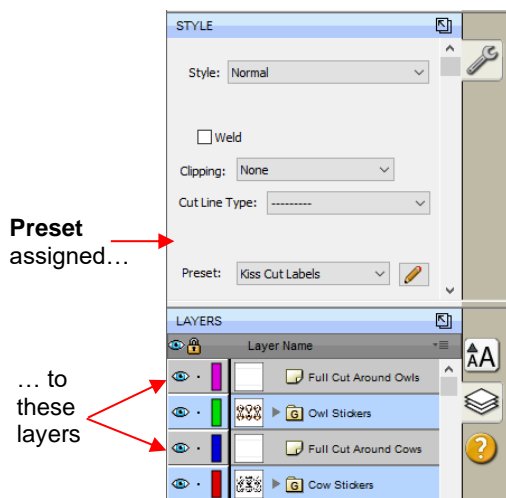 STYLE
Style: Normal
Weld
Clipping: None
Cut Line Type: ---------
Preset
assigned…
Preset: Kiss Cut Labels
LAYERS
Layer Name
AA
… to
these
layers
Full Cut Around Owls
G Owl Stickers
Full Cut Around Cows
?
G Cow Stickers